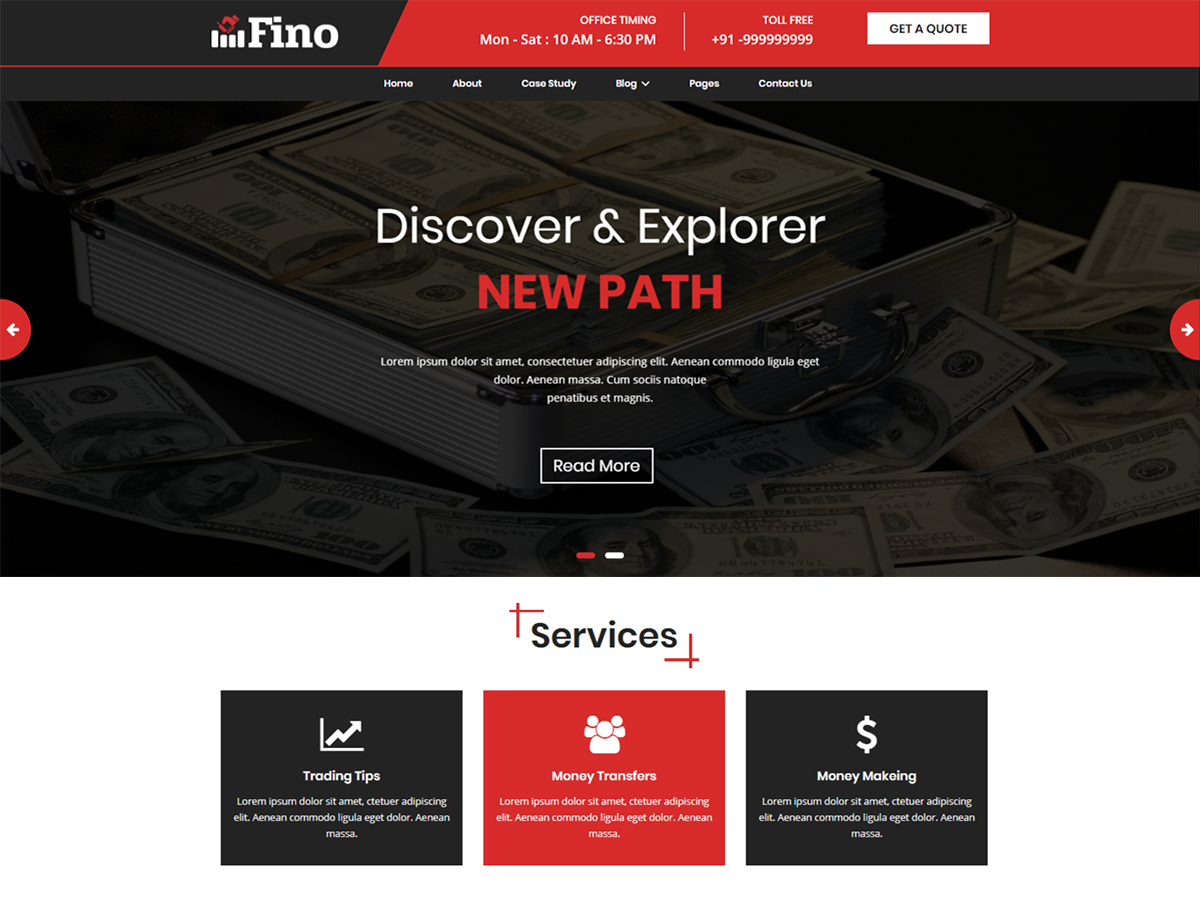 Fino
OFFICE TIMING
Mon - Sat : 10 AM - 6:30 PM
TOLL FREE
+91 -999999999
GET A QUOTE
Home
About
Case Study
Blog
Pages
Contact Us
Discover & Explorer
NEW PATH
Lorem ipsum dolor sit amet, consectetuer adipiscing elit. Aenean commodo ligula eget
dolor. Aenean massa. Cum sociis natoque
penatibus et magnis.
Read More
Services
Trading Tips
Lorem ipsum dolor sit amet, ctetuer adipiscing
elit. Aenean commodo ligula eget dolor. Aenean
massa.
Money Transfers
Lorem ipsum dolor sit amet, ctetuer adipiscing
elit. Aenean commodo ligula eget dolor. Aenean
massa.
Money Makeing
Lorem ipsum dolor sit amet, ctetuer adipiscing
elit. Aenean commodo ligula eget dolor. Aenean
massa.